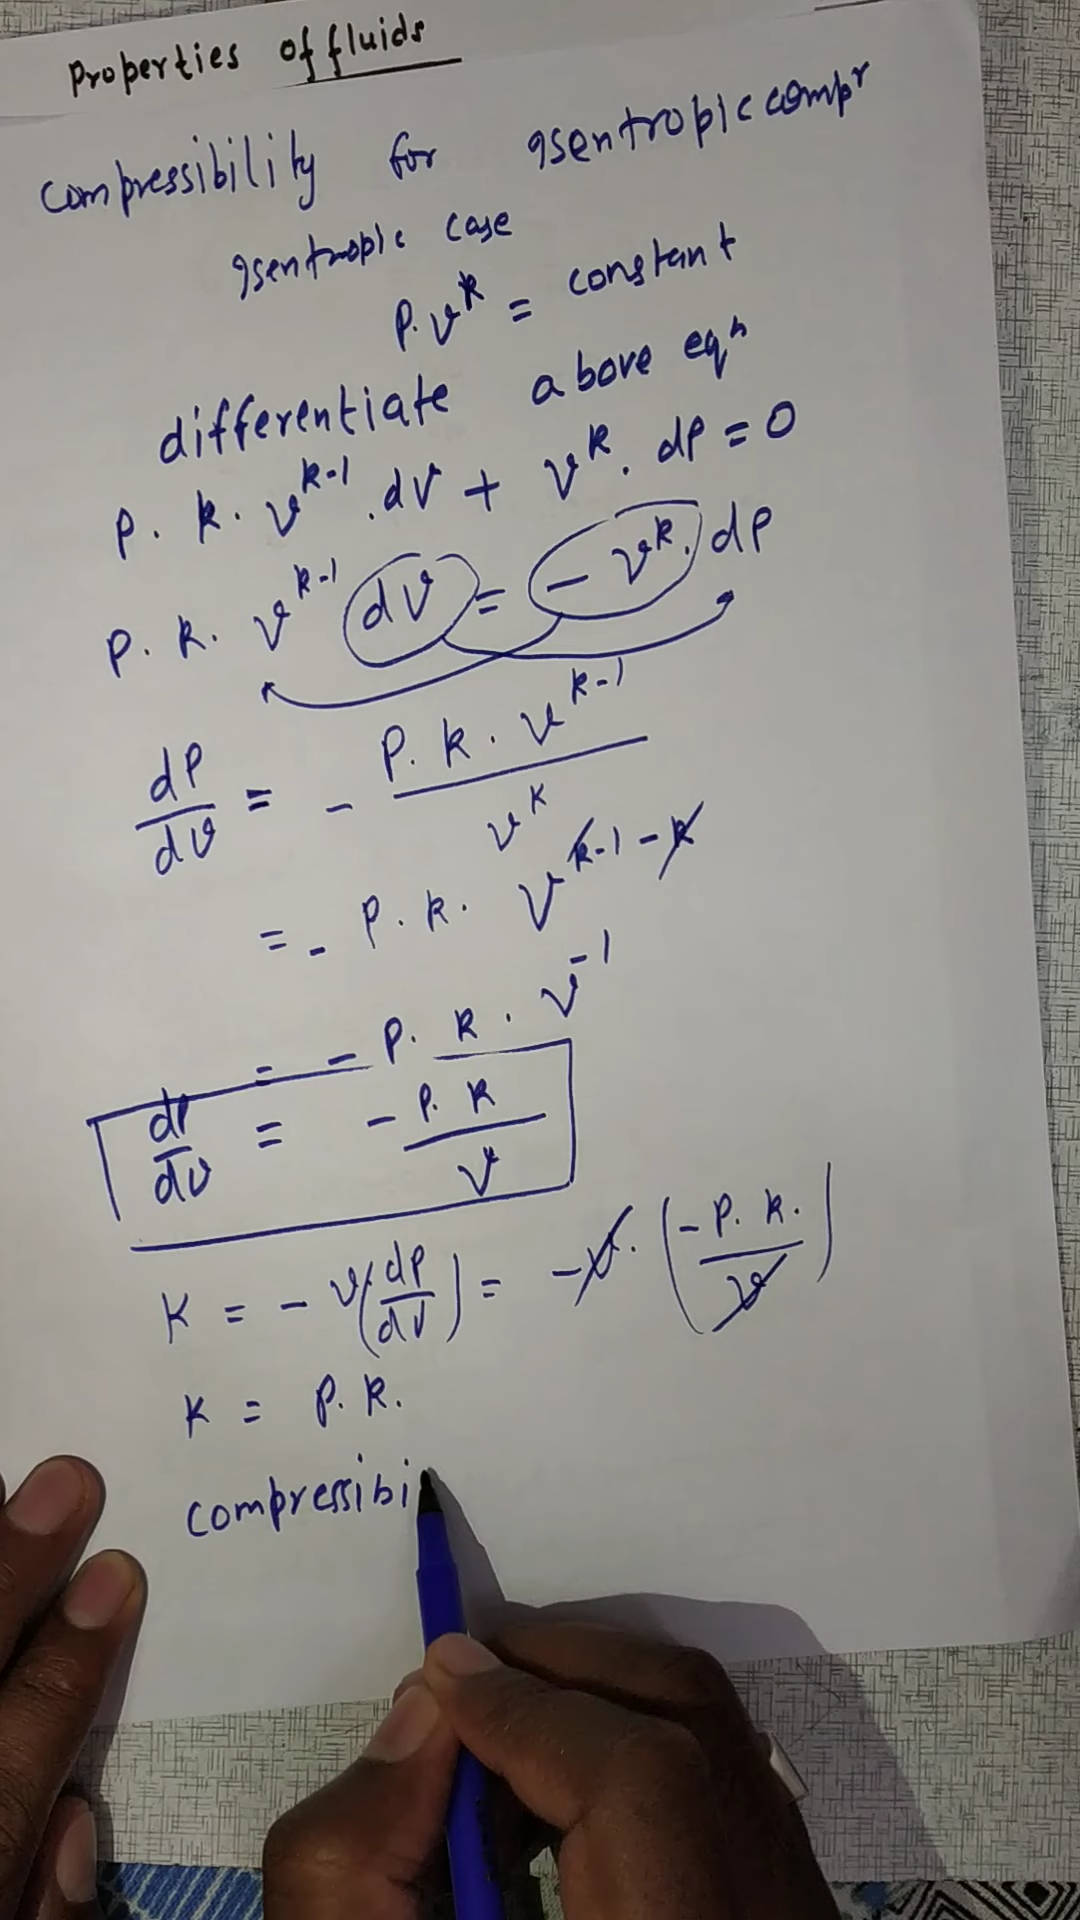 Properties of fluids
compressibility for isentropic compr
isentropic case
P.v^k = constant
differentiate above eqn
P. k. v^k-1 .dv + v^k. dP = 0
P. k. v^k-1 dv = - v^k. dP
dP/dv = - P. k. v^k-1 / v^k
= - P. k. v^k-1-k
= - P. k. v^-1
dP/dv = -P. k / v
K = - v(dP/dv) = -v. (-P. k. / v)
K = P. k.
compressibi